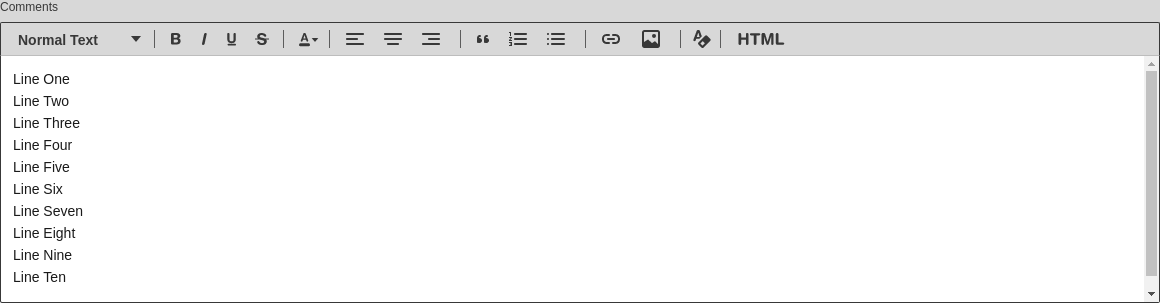 Comments
Normal Text B I U S A HTML
Line One
Line Two
Line Three
Line Four
Line Five
Line Six
Line Seven
Line Eight
Line Nine
Line Ten